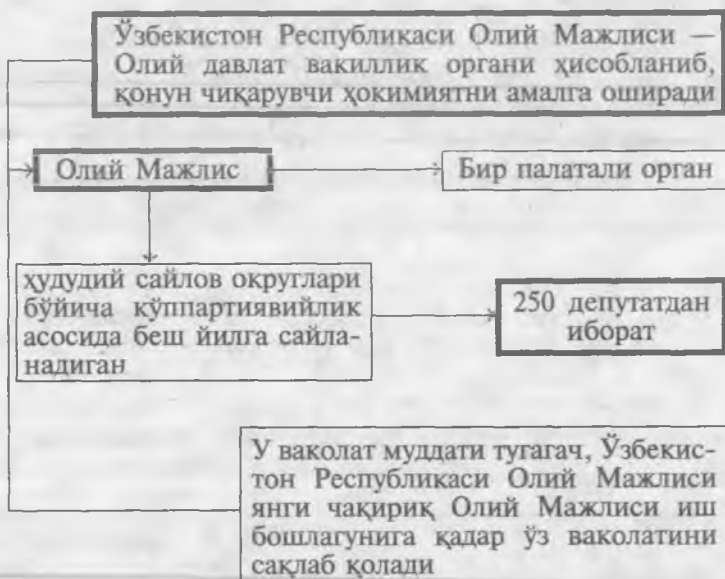 Ўзбекистон Республикаси Олий Мажлиси —
Олий давлат вакиллик органи ҳисобланиб,
қонун чиқарувчи ҳокимиятни амалга оширади
Олий Мажлис
Бир палатали орган
ҳудудий сайлов округлари
бўйича кўппартиявийлик
асосида беш йилга сайла-
надиган
250 депутатдан
иборат
У ваколат муддати тугагач, Ўзбекис-
тон Республикаси Олий Мажлиси
янги чақириқ Олий Мажлиси иш
бошлагунига қадар ўз ваколатини
сақлаб қолади